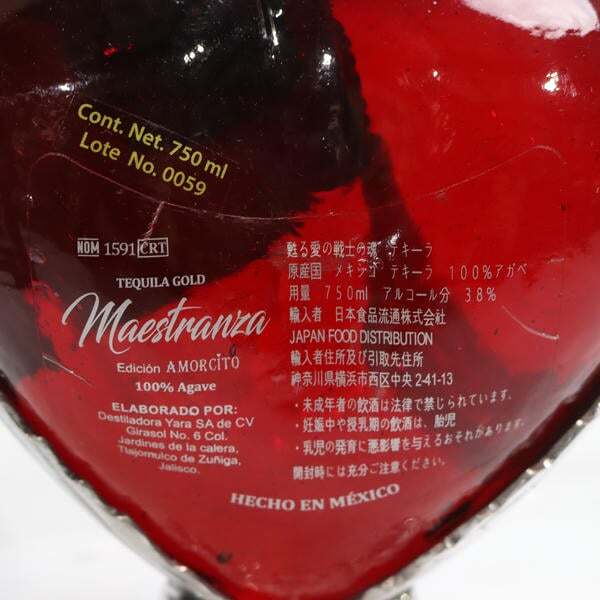 Cont. Net. 750 ml
Lote No. 0059
NOM 1591 CRT
TEQUILA GOLD
Maestranza
Edición AMORCITO
100% Agave
ELABORADO POR:
Destiladora Yara SA de CV
Girasol No. 6 Col.
Jardines de la calera,
Tlajomulco de Zuñiga,
Jalisco.
甦る愛の戦士の魂 テキーラ
原産国 メキシコ テキーラ 100%アガベ
用量 750ml アルコール分 38%
輸入者 日本食品流通株式会社
JAPAN FOOD DISTRIBUTION
輸入者住所及び引取先住所
神奈川県横浜市西区中央 2-41-13
・未成年者の飲酒は法律で禁じられています。
・妊娠中や授乳期の飲酒は、胎児
・乳児の発育に悪影響を与えるおそれがあります。
開封時には充分ご注意ください。
HECHO EN MÉXICO